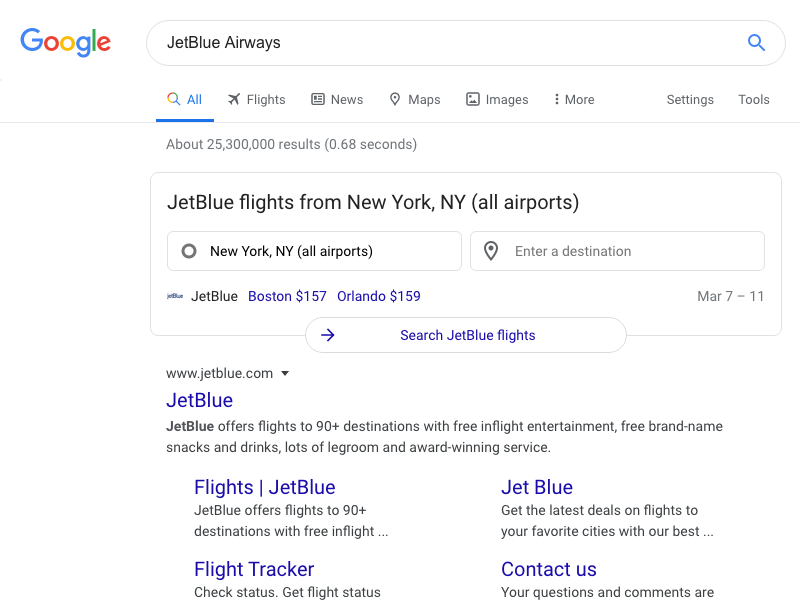 Google
JetBlue Airways
All Flights News Maps Images More Settings Tools
About 25,300,000 results (0.68 seconds)
JetBlue flights from New York, NY (all airports)
New York, NY (all airports) Enter a destination
jetBlue JetBlue Boston $157 Orlando $159 Mar 7 – 11
Search JetBlue flights
www.jetblue.com
JetBlue
JetBlue offers flights to 90+ destinations with free inflight entertainment, free brand-name
snacks and drinks, lots of legroom and award-winning service.
Flights | JetBlue
JetBlue offers flights to 90+
destinations with free inflight ...
Jet Blue
Get the latest deals on flights to
your favorite cities with our best ...
Flight Tracker
Check status. Get flight status
Contact us
Your questions and comments are